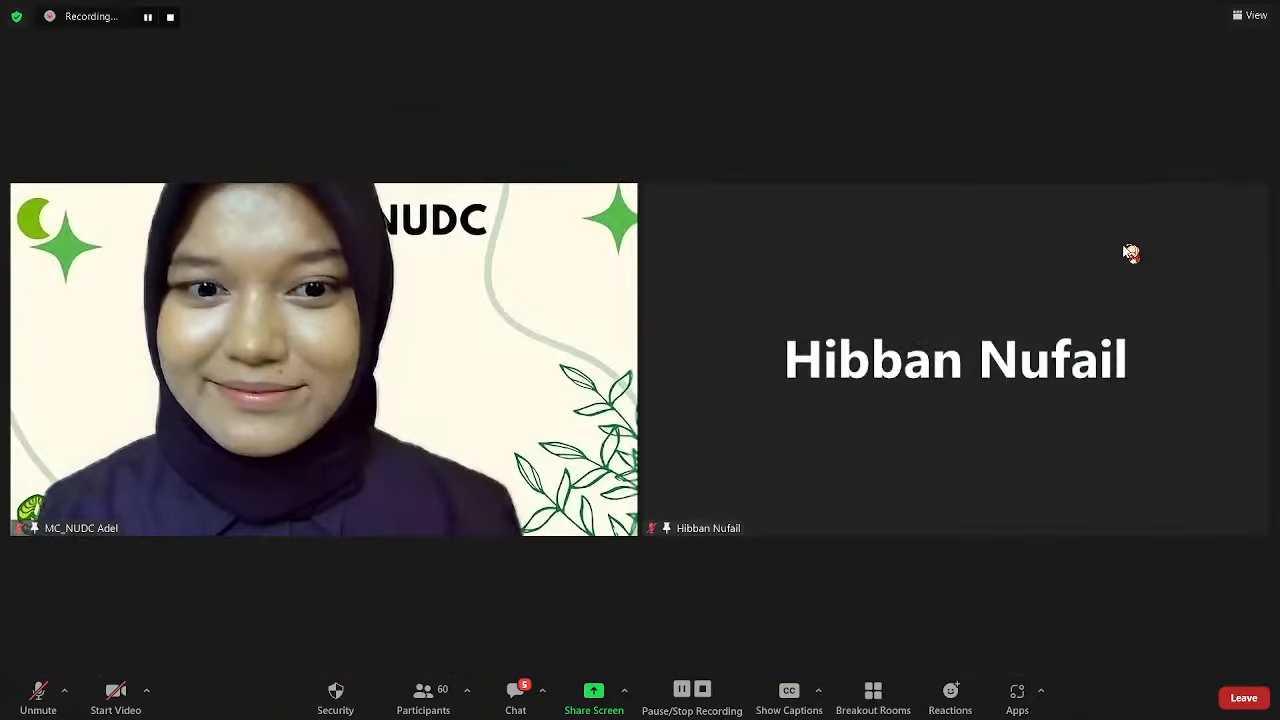 Recording...
View
NUDC
Hibban Nufail
MC_NUDC Adel
Hibban Nufail
60
5
CC
Unmute
Start Video
Security
Participants
Chat
Share Screen
Pause/Stop Recording
Show Captions
Breakout Rooms
Reactions
Apps
Leave